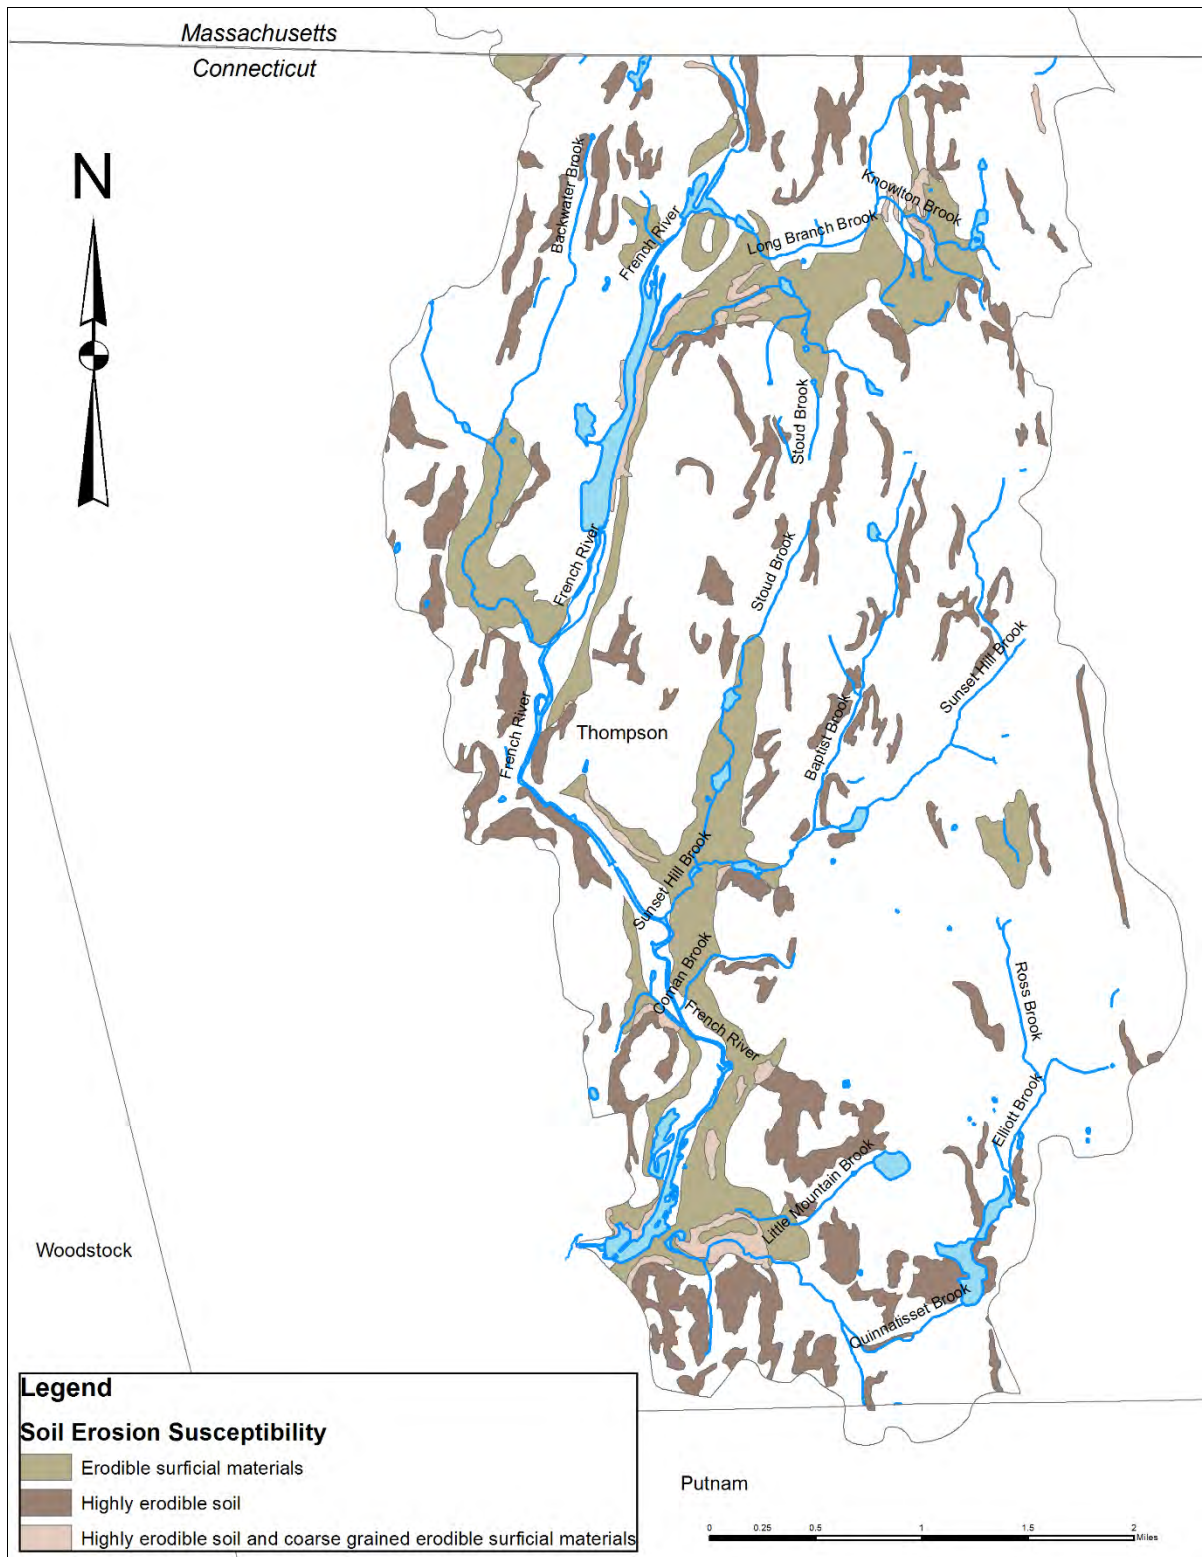 Massachusetts
Connecticut
N
Backwater Brook
French River
Long Branch Brook
Knowlton Brook
Stoud Brook
French River
Stoud Brook
Sunset Hill Brook
French River
Thompson
Baptist Brook
Sunset Hill Brook
Coman Brook
French River
Ross Brook
Elliott Brook
Little Mountain Brook
Quinnatisset Brook
Woodstock
Putnam
Legend
Soil Erosion Susceptibility
Erodible surficial materials
Highly erodible soil
Highly erodible soil and coarse grained erodible surficial materials
0 0.25 0.5 1 1.5 2
Miles